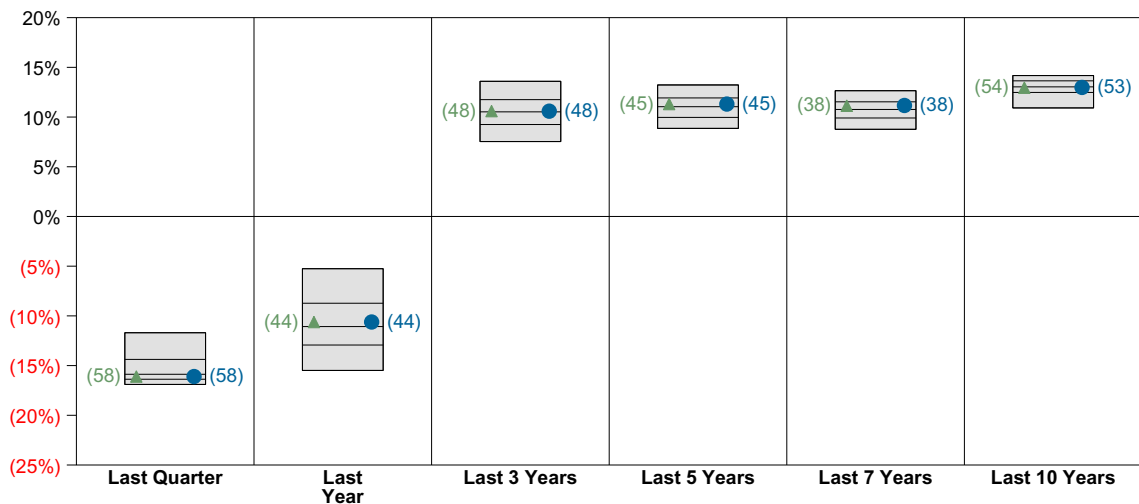 20%
15%
10%
5%
0%
(5%)
(10%)
(15%)
(20%)
(25%)
(58) (58)
(44) (44)
(48) (48)
(45) (45)
(38) (38)
(54) (53)
Last Quarter
Last
Year
Last 3 Years
Last 5 Years
Last 7 Years
Last 10 Years